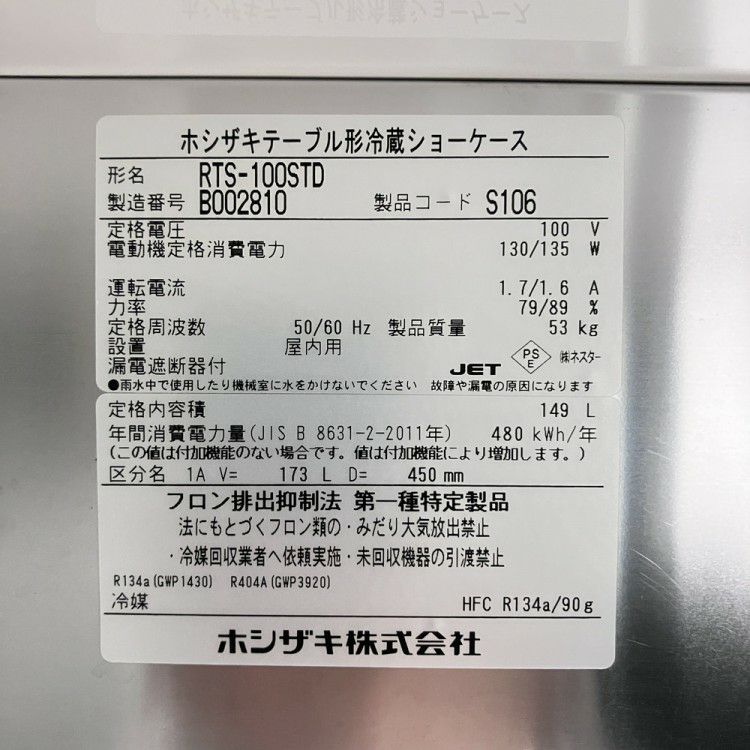 ホシザキテーブル形冷蔵ショーケース
形名 RTS-100STD
製造番号 B002810 製品コード S106
定格電圧 100 V
電動機定格消費電力 130/135 W
運転電流 1.7/1.6 A
力率 79/89 %
定格周波数 50/60 Hz 製品質量 53 kg
設置 屋内用
漏電遮断器付 JET PSE ㈱ネスター
●雨水中で使用したり機械室に水をかけないでください 故障や漏電の原因になります
定格内容積 149 L
年間消費電力量(JIS B 8631-2-2011年) 480 kWh/年
(この値は付加機能のない場合です。値は付加機能により増加します。)
区分名 1A V= 173 L D= 450 mm
フロン排出抑制法 第一種特定製品
法にもとづくフロン類の・みだり大気放出禁止
・冷媒回収業者へ依頼実施・未回収機器の引渡禁止
R134a(GWP1430) R404A(GWP3920)
冷媒 HFC R134a/90g
ホシザキ株式会社